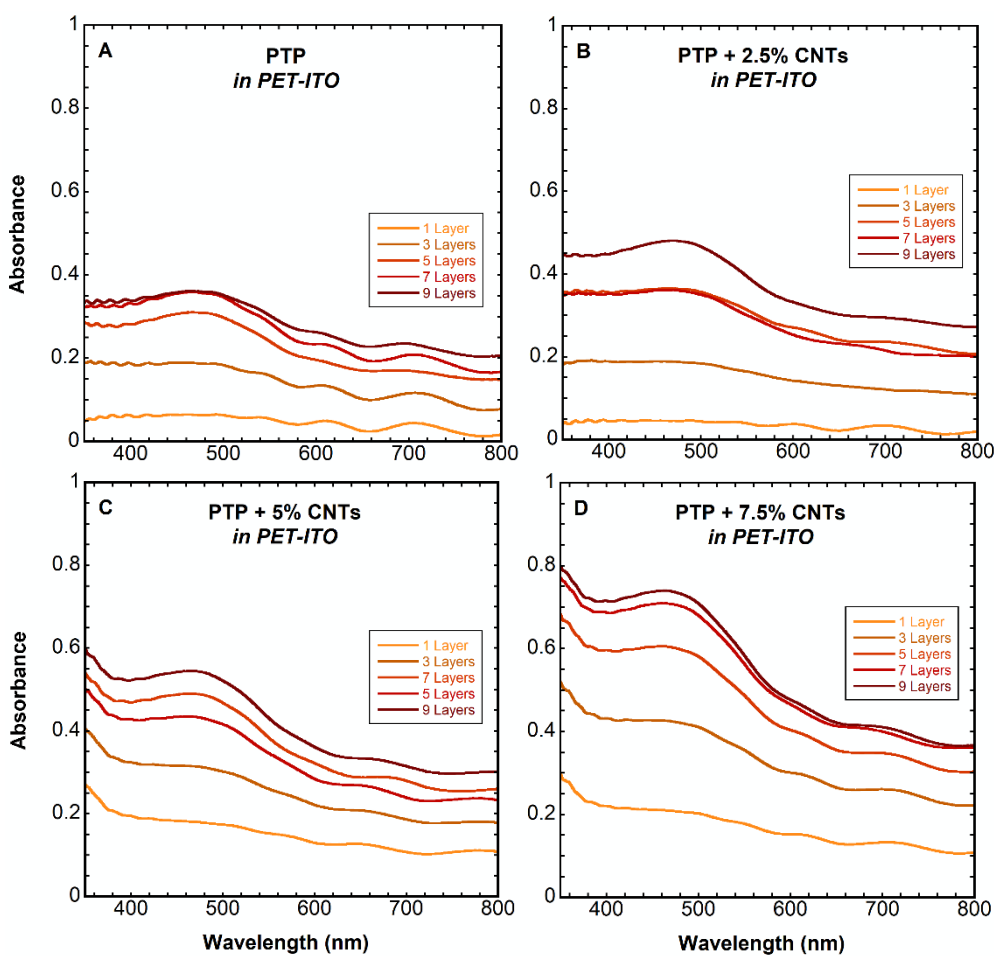 A
PTP
in PET-ITO
1
0.8
0.6
0.4
0.2
0
Absorbance
1 Layer
3 Layers
5 Layers
7 Layers
9 Layers
400
500
600
700
800
B
PTP + 2.5% CNTs
in PET-ITO
1
0.8
0.6
0.4
0.2
0
1 Layer
3 Layers
5 Layers
7 Layers
9 Layers
400
500
600
700
800
C
PTP + 5% CNTs
in PET-ITO
1
0.8
0.6
0.4
0.2
0
Absorbance
1 Layer
3 Layers
7 Layers
5 Layers
9 Layers
400
500
600
700
800
Wavelength (nm)
D
PTP + 7.5% CNTs
in PET-ITO
1
0.8
0.6
0.4
0.2
0
1 Layer
3 Layers
5 Layers
7 Layers
9 Layers
400
500
600
700
800
Wavelength (nm)